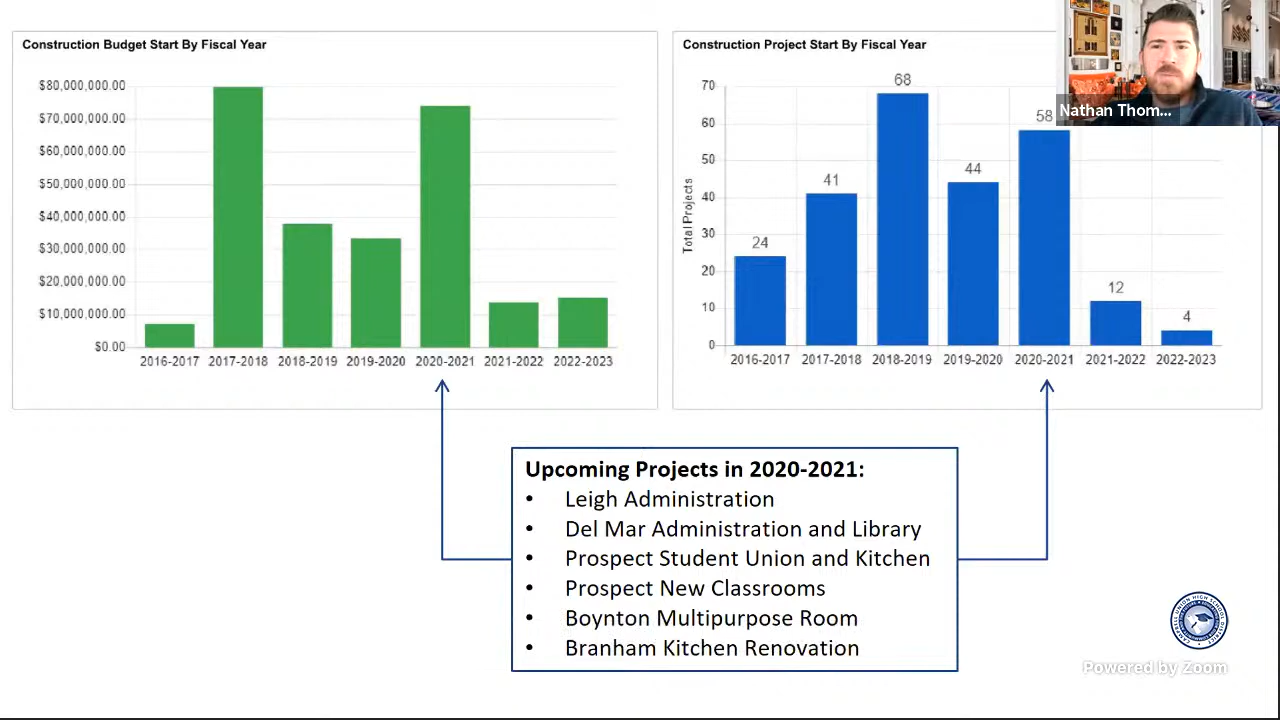 Construction Budget Start By Fiscal Year
$80,000,000.00
$70,000,000.00
$60,000,000.00
$50,000,000.00
$40,000,000.00
$30,000,000.00
$20,000,000.00
$10,000,000.00
$0.00
2016-2017 2017-2018 2018-2019 2019-2020 2020-2021 2021-2022 2022-2023
Construction Project Start By Fiscal Year
Total Projects
70
60
50
40
30
20
10
0
24
41
68
44
58
12
4
2016-2017 2017-2018 2018-2019 2019-2020 2020-2021 2021-2022 2022-2023
Nathan Thom...
Upcoming Projects in 2020-2021:
• Leigh Administration
• Del Mar Administration and Library
• Prospect Student Union and Kitchen
• Prospect New Classrooms
• Boynton Multipurpose Room
• Branham Kitchen Renovation
CAMPBELL UNION HIGH SCHOOL DISTRICT
Powered by Zoom